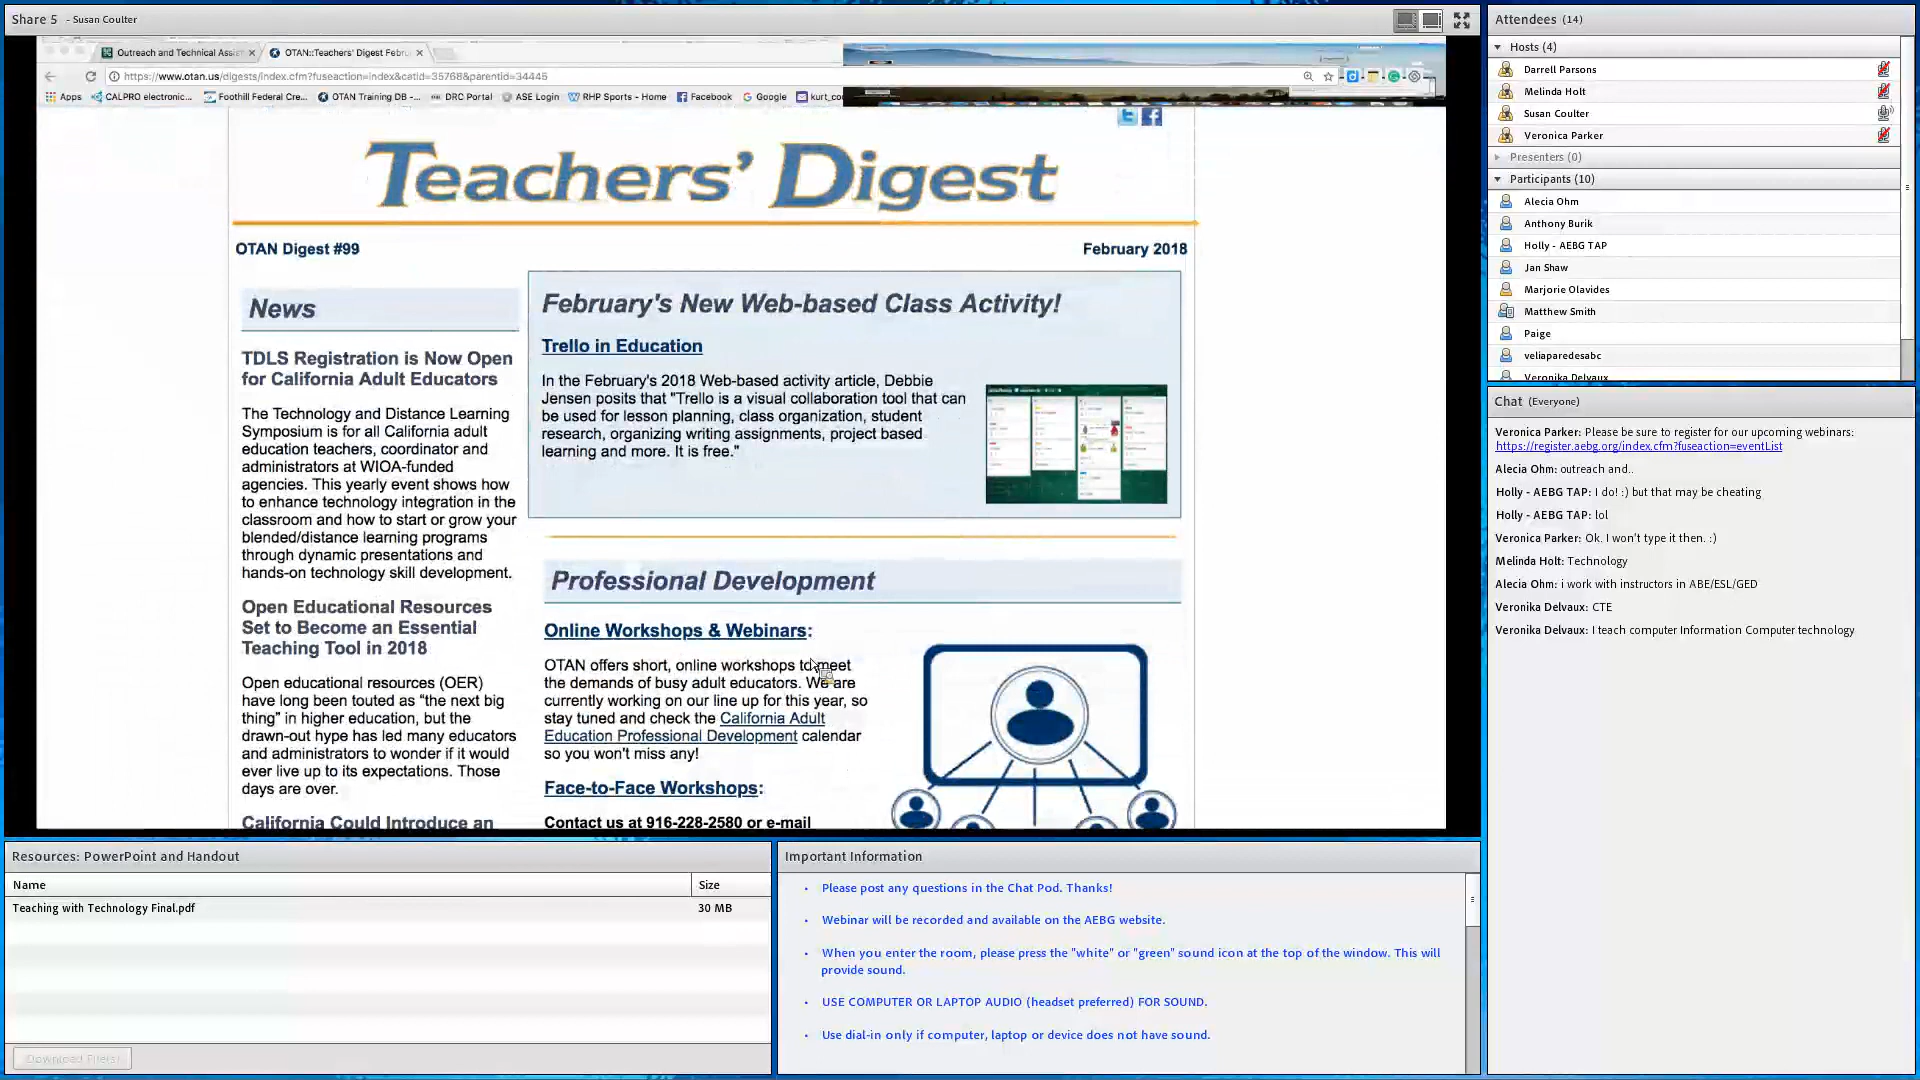 Share 5 - Susan Coulter
Outreach and Technical Assist
OTAN::Teachers' Digest Febru
https://www.otan.us/digests/index.cfm?fuseaction=index&catid=35768&parentid=34445
Apps CALPRO electronic... Foothill Federal Cre... OTAN Training DB -... DRC Portal ASE Login RHP Sports - Home Facebook Google kurt_co
Teachers' Digest
OTAN Digest #99
February 2018
News
TDLS Registration is Now Open
for California Adult Educators
The Technology and Distance Learning
Symposium is for all California adult
education teachers, coordinator and
administrators at WIOA-funded
agencies. This yearly event shows how
to enhance technology integration in the
classroom and how to start or grow your
blended/distance learning programs
through dynamic presentations and
hands-on technology skill development.
Open Educational Resources
Set to Become an Essential
Teaching Tool in 2018
Open educational resources (OER)
have long been touted as “the next big
thing” in higher education, but the
drawn-out hype has led many educators
and administrators to wonder if it would
ever live up to its expectations. Those
days are over.
California Could Introduce an
February's New Web-based Class Activity!
Trello in Education
In the February's 2018 Web-based activity article, Debbie
Jensen posits that "Trello is a visual collaboration tool that can
be used for lesson planning, class organization, student
research, organizing writing assignments, project based
learning and more. It is free."
Professional Development
Online Workshops & Webinars:
OTAN offers short, online workshops to meet
the demands of busy adult educators. We are
currently working on our line up for this year, so
stay tuned and check the California Adult
Education Professional Development calendar
so you won't miss any!
Face-to-Face Workshops:
Contact us at 916-228-2580 or e-mail
Attendees (14)
Hosts (4)
Darrell Parsons
Melinda Holt
Susan Coulter
Veronica Parker
Presenters (0)
Participants (10)
Alecia Ohm
Anthony Burik
Holly - AEBG TAP
Jan Shaw
Marjorie Olavides
Matthew Smith
Paige
veliaparedesabc
Veronika Delvaux
Chat (Everyone)
Veronica Parker: Please be sure to register for our upcoming webinars:
https://register.aebg.org/index.cfm?fuseaction=eventList
Alecia Ohm: outreach and..
Holly - AEBG TAP: I do! :) but that may be cheating
Holly - AEBG TAP: lol
Veronica Parker: Ok. I won't type it then. :)
Melinda Holt: Technology
Alecia Ohm: i work with instructors in ABE/ESL/GED
Veronika Delvaux: CTE
Veronika Delvaux: I teach computer Information Computer technology
Resources: PowerPoint and Handout
Name Size
Teaching with Technology Final.pdf 30 MB
Download File(s)
Important Information
• Please post any questions in the Chat Pod. Thanks!
• Webinar will be recorded and available on the AEBG website.
• When you enter the room, please press the "white" or "green" sound icon at the top of the window. This will
provide sound.
• USE COMPUTER OR LAPTOP AUDIO (headset preferred) FOR SOUND.
• Use dial-in only if computer, laptop or device does not have sound.